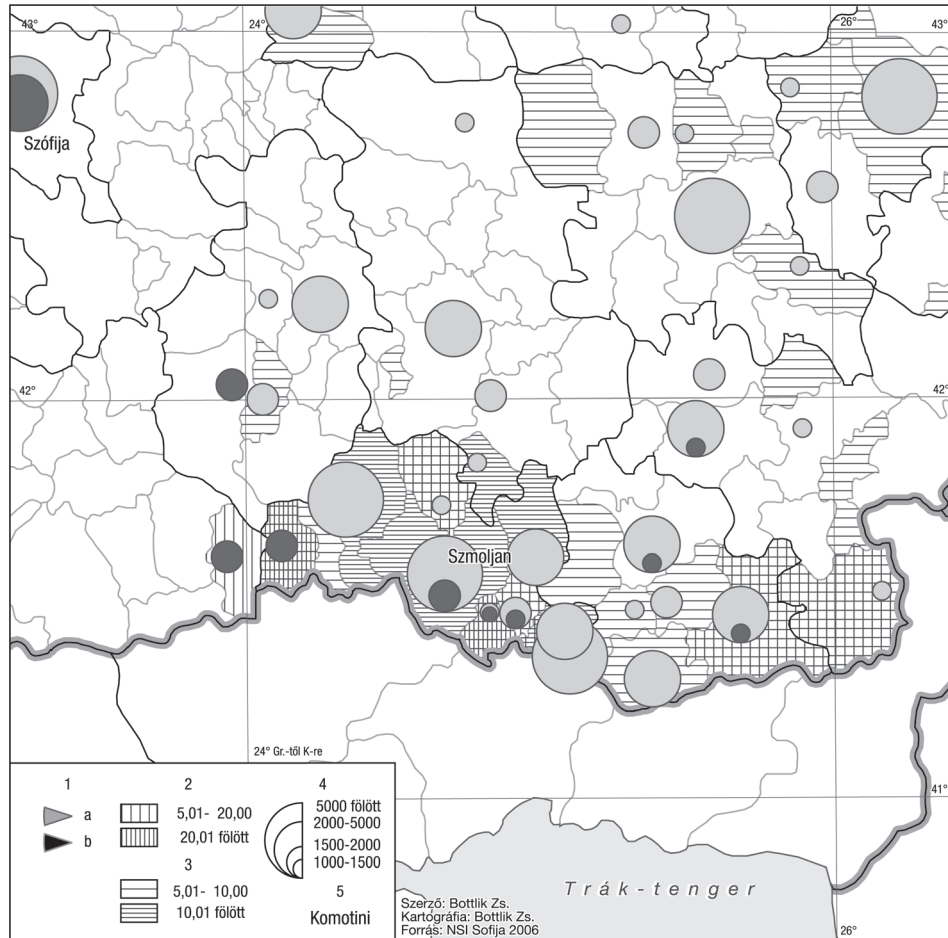 43°
24°
26°
43°
Szófija
42°
42°
Szmoljan
24° Gr.-től K-re
41°
1
2
4
a
b
5,01- 20,00
20,01 fölött
5000 fölött
2000-5000
1500-2000
1000-1500
3
5,01- 10,00
10,01 fölött
5
Komotini
Trák-tenger
Szerző: Bottlik Zs.
Kartográfia: Bottlik Zs.
Forrás: NSI Sofija 2006
26°